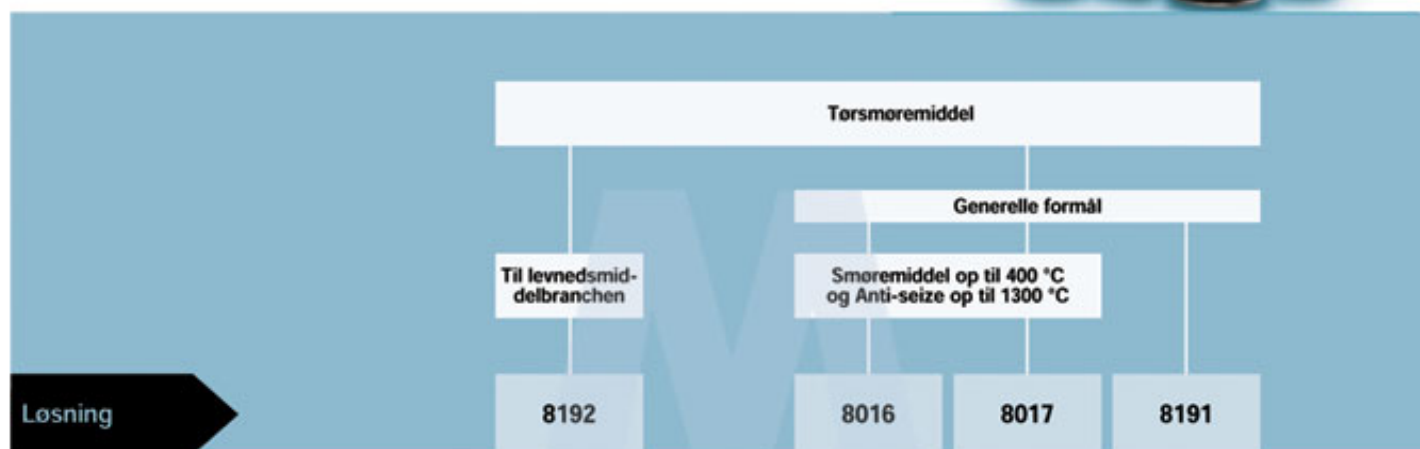 Tørsmøremiddel
Generelle formål
Til levnedsmid-
delbranchen
Smøremiddel op til 400 °C
og Anti-seize op til 1300 °C
Løsning
8192
8016
8017
8191